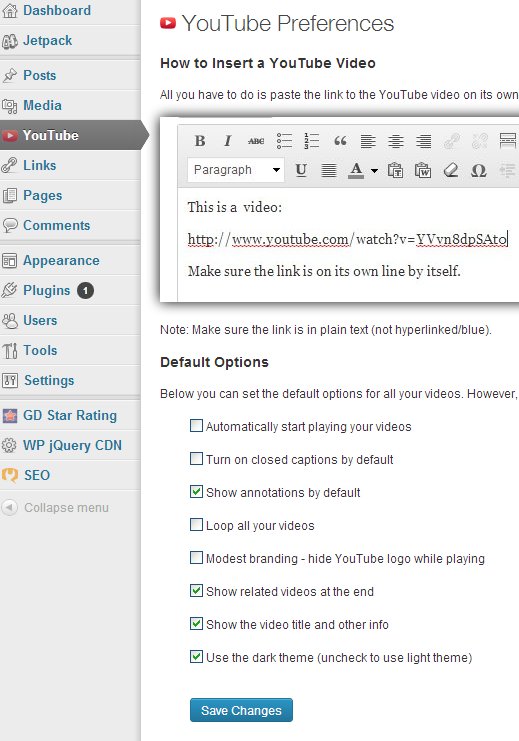 Dashboard
Jetpack
Posts
Media
YouTube
Links
Pages
Comments
Appearance
Plugins 1
Users
Tools
Settings
GD Star Rating
WP jQuery CDN
SEO
Collapse menu
YouTube Preferences
How to Insert a YouTube Video
All you have to do is paste the link to the YouTube video on its own
B I ABC
Paragraph U A
This is a video:
http://www.youtube.com/watch?v=YVvn8dpSAto
Make sure the link is on its own line by itself.
Note: Make sure the link is in plain text (not hyperlinked/blue).
Default Options
Below you can set the default options for all your videos. However,
Automatically start playing your videos
Turn on closed captions by default
Show annotations by default
Loop all your videos
Modest branding - hide YouTube logo while playing
Show related videos at the end
Show the video title and other info
Use the dark theme (uncheck to use light theme)
Save Changes